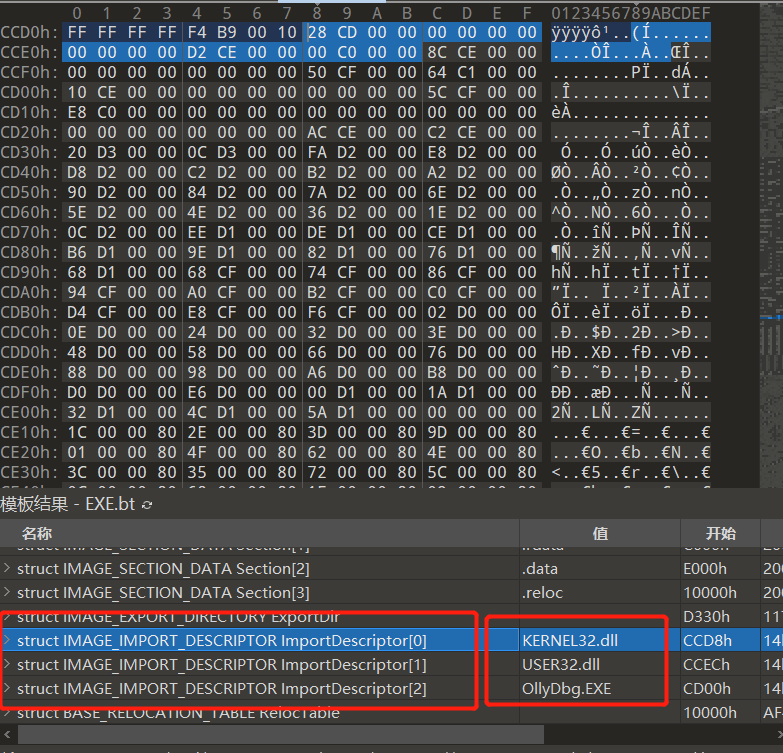 0 1 2 3 4 5 6 7 8 9 A B C D E F 0123456789ABCDEF
CCD0h: FF FF FF FF F4 B9 00 10 28 CD 00 00 00 00 00 00 ÿÿÿÿô¹..(Í......
CCE0h: 00 00 00 00 D2 CE 00 00 00 C0 00 00 8C CE 00 00 ....ÒÎ...À..ŒÎ..
CCF0h: 00 00 00 00 00 00 00 00 50 CF 00 00 64 C1 00 00 ........PÏ..dÁ..
CD00h: 10 CE 00 00 00 00 00 00 00 00 00 00 5C CF 00 00 .Î..........\Ï..
CD10h: E8 C0 00 00 00 00 00 00 00 00 00 00 00 00 00 00 èÀ..............
CD20h: 00 00 00 00 00 00 00 00 AC CE 00 00 C2 CE 00 00 ........¬Î..ÂÎ..
CD30h: 20 D3 00 00 0C D3 00 00 FA D2 00 00 E8 D2 00 00  Ó...Ó..úÒ..èÒ..
CD40h: D8 D2 00 00 C2 D2 00 00 B2 D2 00 00 A2 D2 00 00 ØÒ..ÂÒ..²Ò..¢Ò..
CD50h: 90 D2 00 00 84 D2 00 00 7A D2 00 00 6E D2 00 00 .Ò..„Ò..zÒ..nÒ..
CD60h: 5E D2 00 00 4E D2 00 00 36 D2 00 00 1E D2 00 00 ^Ò..NÒ..6Ò...Ò..
CD70h: 0C D2 00 00 EE D1 00 00 DE D1 00 00 CE D1 00 00 .Ò..îÑ..ÞÑ..ÎÑ..
CD80h: B6 D1 00 00 9E D1 00 00 82 D1 00 00 76 D1 00 00 ¶Ñ..žÑ..‚Ñ..vÑ..
CD90h: 68 D1 00 00 68 CF 00 00 74 CF 00 00 86 CF 00 00 hÑ..hÏ..tÏ..†Ï..
CDA0h: 94 CF 00 00 A0 CF 00 00 B2 CF 00 00 C0 CF 00 00 ”Ï.. Ï..²Ï..ÀÏ..
CDB0h: D4 CF 00 00 E8 CF 00 00 F6 CF 00 00 02 D0 00 00 ÔÏ..èÏ..öÏ...Ð..
CDC0h: 0E D0 00 00 24 D0 00 00 32 D0 00 00 3E D0 00 00 .Ð..$Ð..2Ð..>Ð..
CDD0h: 48 D0 00 00 58 D0 00 00 66 D0 00 00 76 D0 00 00 HÐ..XÐ..fÐ..vÐ..
CDE0h: 88 D0 00 00 98 D0 00 00 A6 D0 00 00 B8 D0 00 00 ˆÐ..˜Ð..¦Ð..¸Ð..
CDF0h: D0 D0 00 00 E6 D0 00 00 00 D1 00 00 1A D1 00 00 ÐÐ..æÐ...Ñ...Ñ..
CE00h: 32 D1 00 00 4C D1 00 00 5A D1 00 00 00 00 00 00 2Ñ..LÑ..ZÑ......
CE10h: 1C 00 00 80 2E 00 00 80 3D 00 00 80 9D 00 00 80 ...€...€=..€...€
CE20h: 01 00 00 80 4F 00 00 80 62 00 00 80 4E 00 00 80 ...€O..€b..€N..€
CE30h: 3C 00 00 80 35 00 00 80 72 00 00 80 5C 00 00 80 <..€5..€r..€\..€
模板结果 - EXE.bt
名称 值 开始
struct IMAGE_SECTION_DATA Section[2] .data E000h 200
struct IMAGE_SECTION_DATA Section[3] .reloc 10000h 200
struct IMAGE_EXPORT_DIRECTORY ExportDir D330h 117
struct IMAGE_IMPORT_DESCRIPTOR ImportDescriptor[0] KERNEL32.dll CCD8h 14h
struct IMAGE_IMPORT_DESCRIPTOR ImportDescriptor[1] USER32.dll CCECh 14h
struct IMAGE_IMPORT_DESCRIPTOR ImportDescriptor[2] OllyDbg.EXE CD00h 14h
struct BASE_RELOCATION_TABLE RelocTable 10000h AF